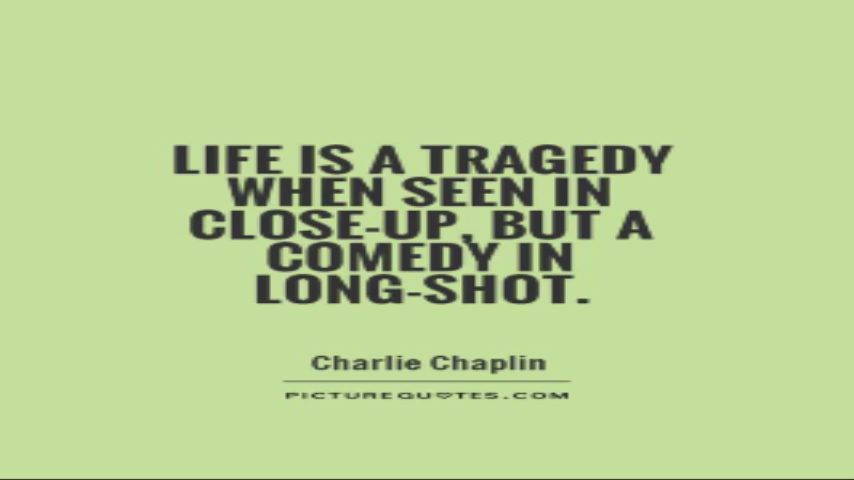 LIFE IS A TRAGEDY
WHEN SEEN IN
CLOSE-UP, BUT A
COMEDY IN
LONG-SHOT.
Charlie Chaplin
PICTUREQUOTES.COM